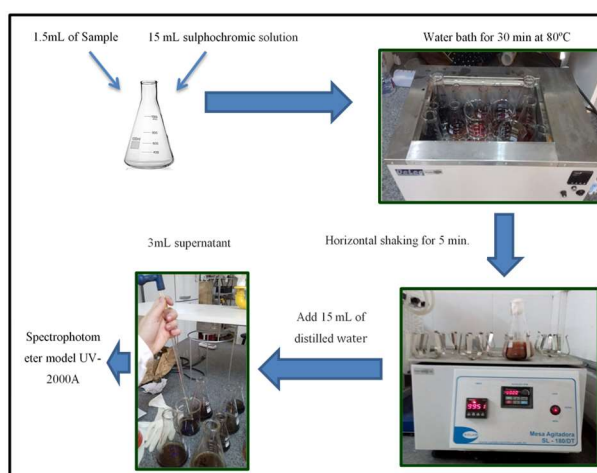 1.5mL of Sample
15 mL sulphochromic solution
Water bath for 30 min at 80ºC
Horizontal shaking for 5 min.
Add 15 mL of
distilled water
Mesa Agitadora
SL - 180/DT
3mL supernatant
Spectrophotom
eter model UV-
2000A